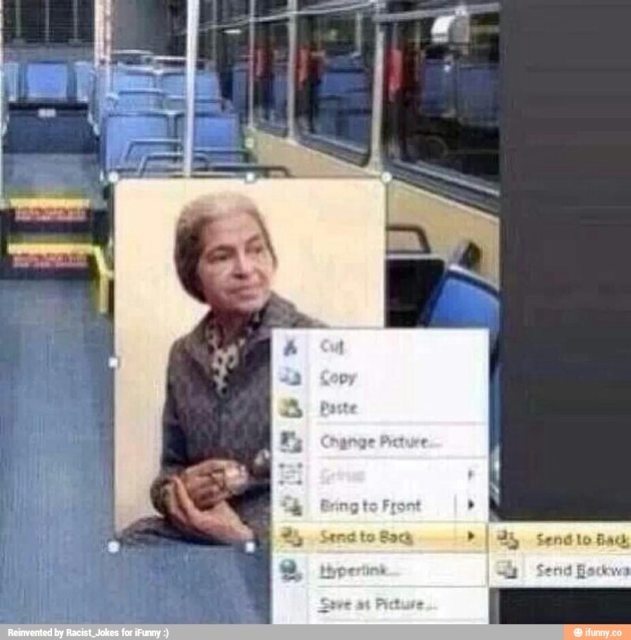 Cut
Copy
Paste
Change Picture...
Group
Bring to Front
Send to Back
Send to Back
Hyperlink...
Send Backwa
Save as Picture...
Reinvented by Racist_Jokes for iFunny :)
ifunny.co